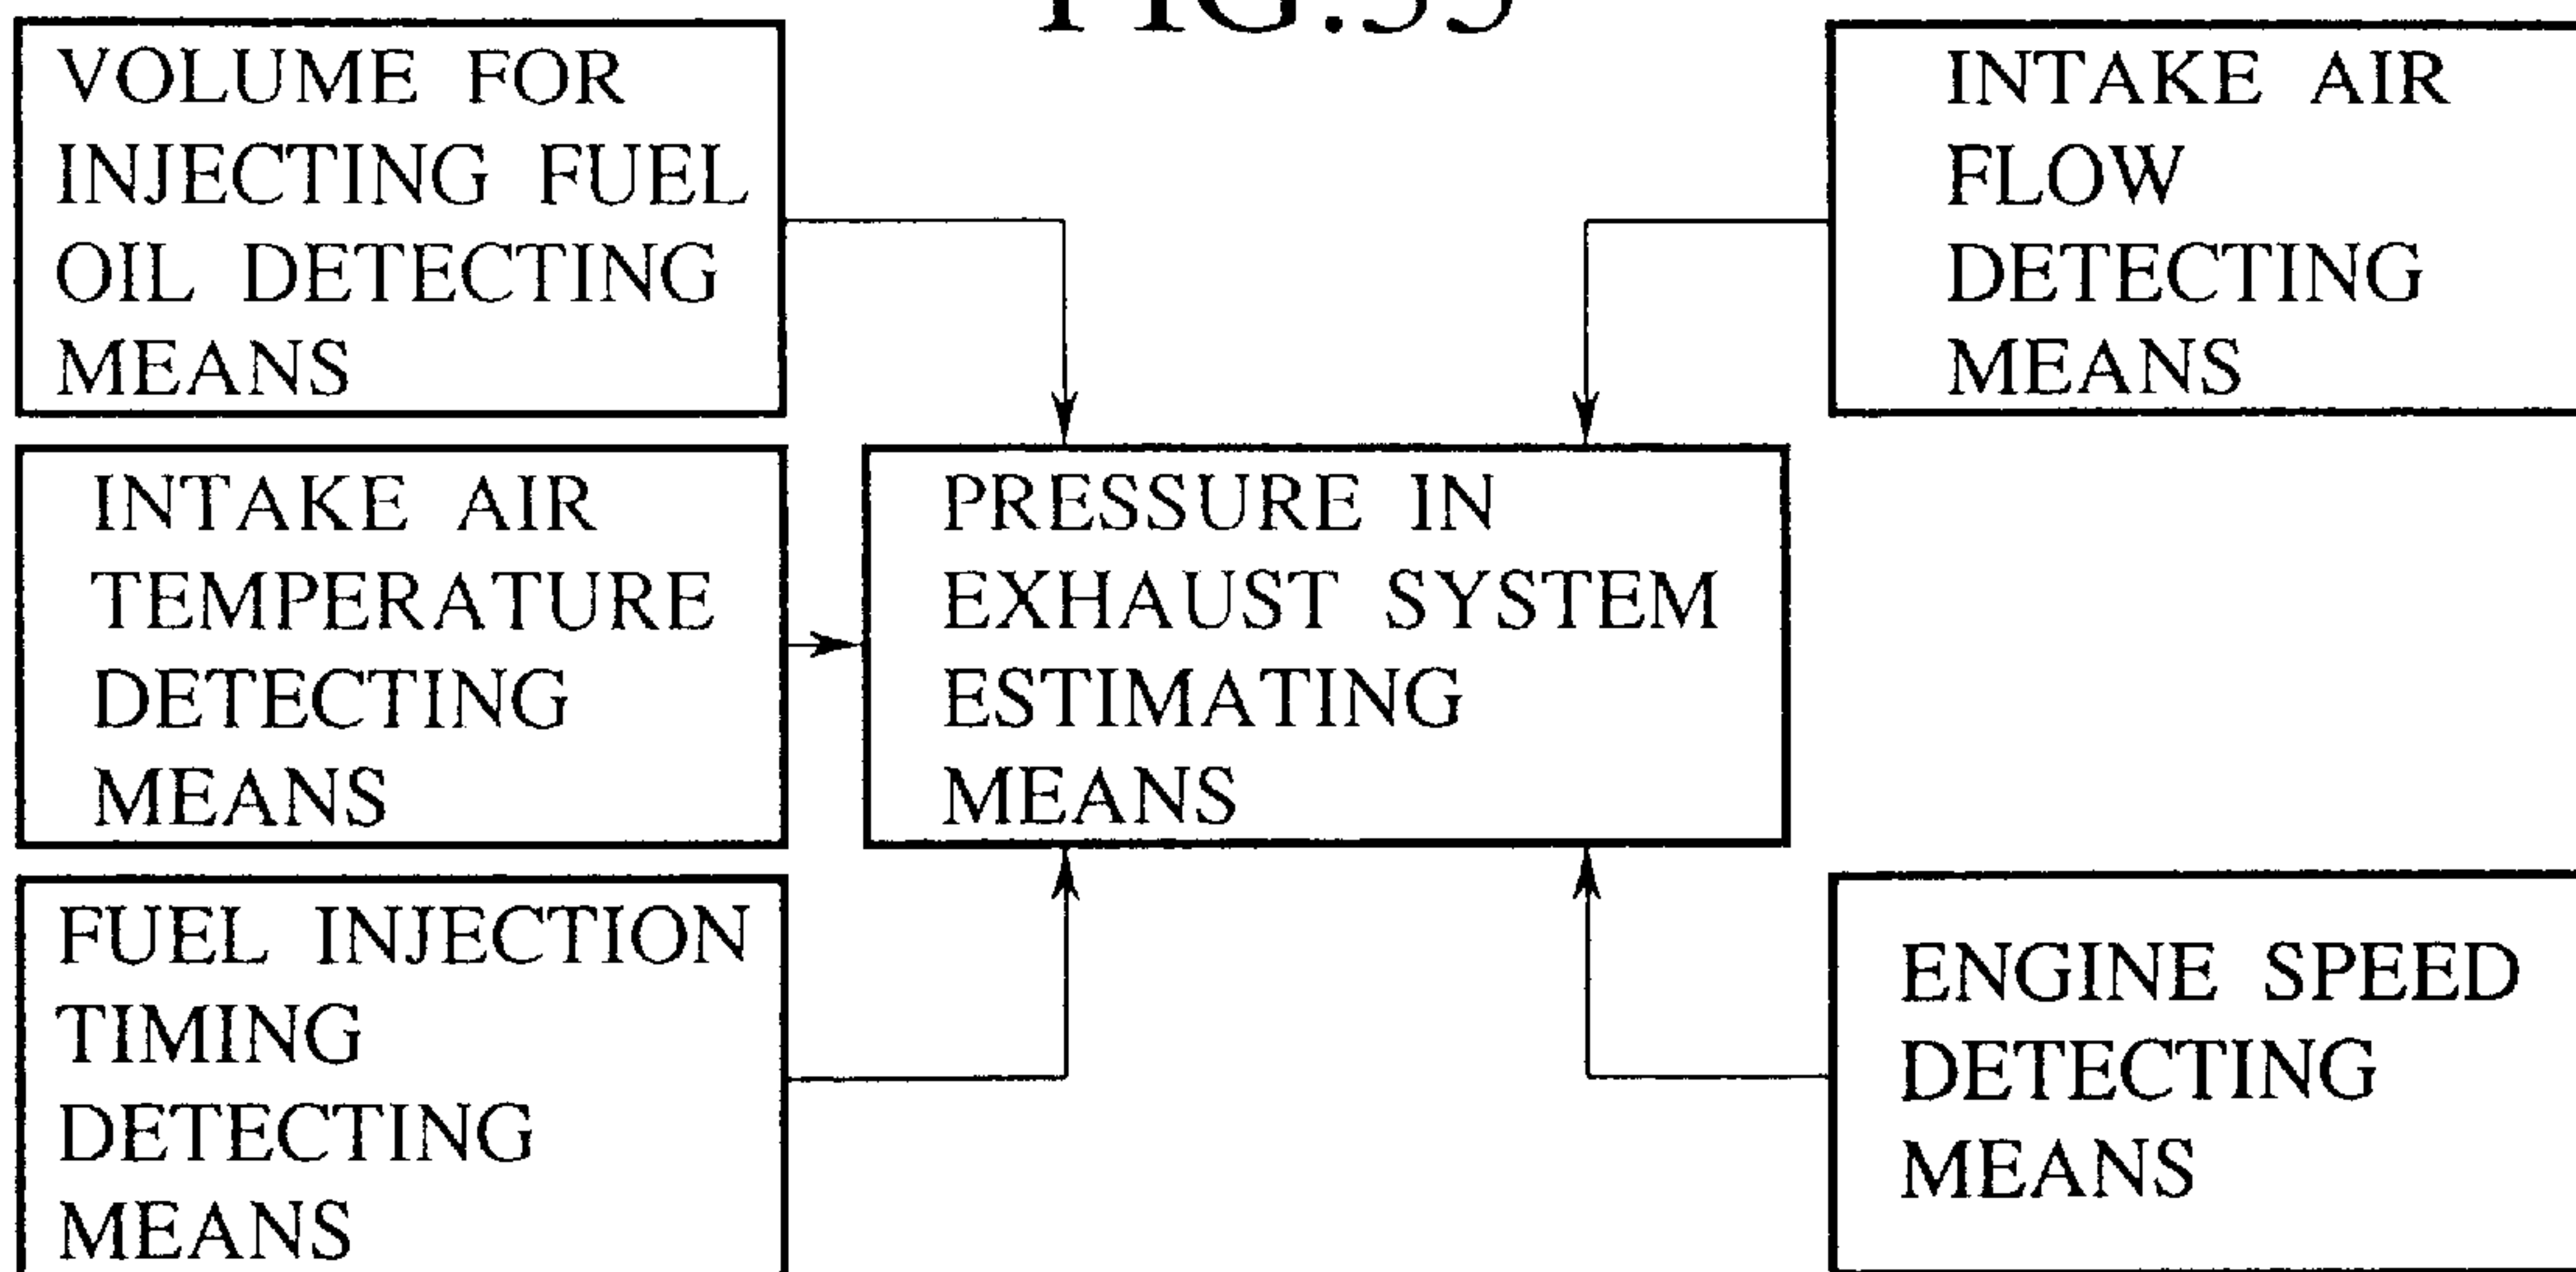 FIG.
VOLUME FOR
INJECTING FUEL
OIL DETECTING
MEANS
INTAKE AIR
FLOW
DETECTING
MEANS
INTAKE AIR
TEMPERATURE
DETECTING
MEANS
PRESSURE IN
EXHAUST SYSTEM
ESTIMATING
MEANS
FUEL INJECTION
TIMING
DETECTING
MEANS
ENGINE SPEED
DETECTING
MEANS